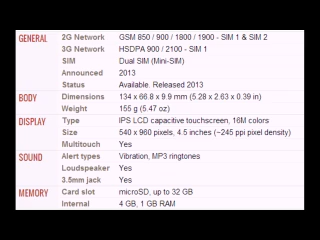 GENERAL 2G Network GSM 850 / 900 / 1800 / 1900 - SIM 1 & SIM 2
3G Network HSDPA 900 / 2100 - SIM 1
SIM Dual SIM (Mini-SIM)
Announced 2013
Status Available. Released 2013
BODY Dimensions 134 x 66.8 x 9.9 mm (5.28 x 2.63 x 0.39 in)
Weight 155 g (5.47 oz)
DISPLAY Type IPS LCD capacitive touchscreen, 16M colors
Size 540 x 960 pixels, 4.5 inches (~245 ppi pixel density)
Multitouch Yes
SOUND Alert types Vibration, MP3 ringtones
Loudspeaker Yes
3.5mm jack Yes
MEMORY Card slot microSD, up to 32 GB
Internal 4 GB, 1 GB RAM